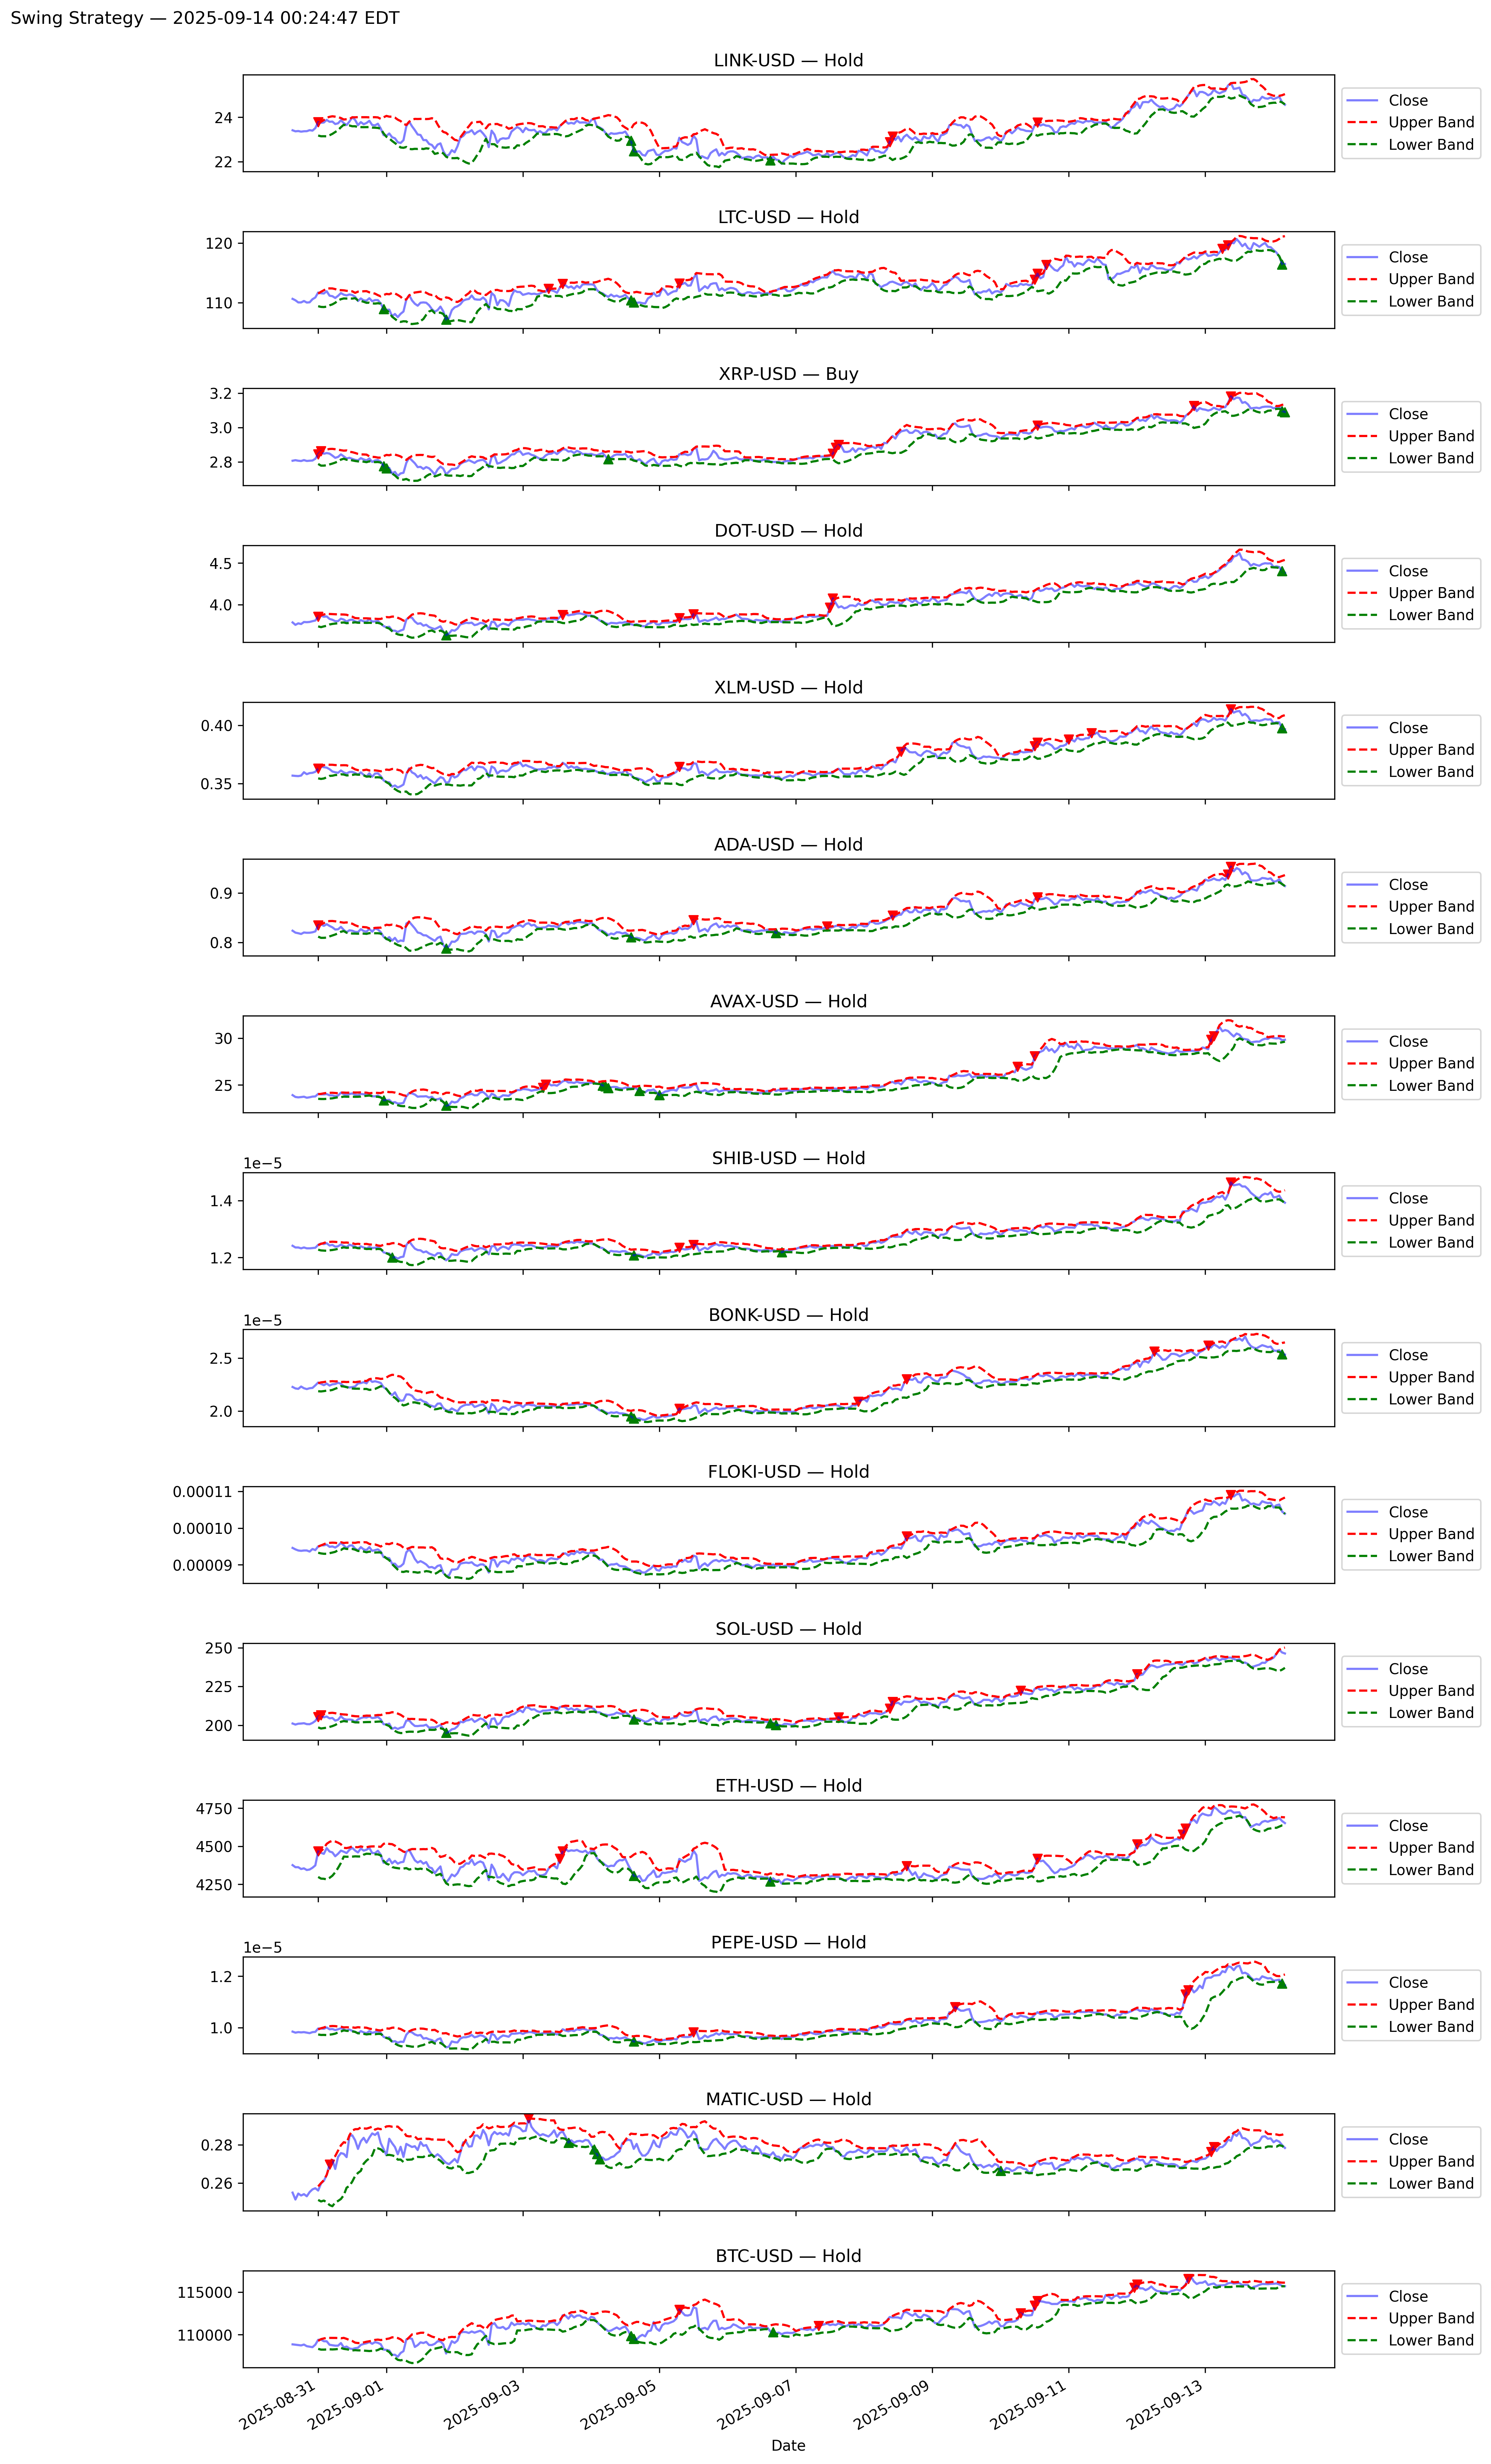 Swing Strategy — 2025-09-14 00:24:47 EDT
LINK-USD — Hold
24
22
Close
Upper Band
Lower Band
LTC-USD — Hold
120
110
Close
Upper Band
Lower Band
XRP-USD — Buy
3.2
3.0
2.8
Close
Upper Band
Lower Band
DOT-USD — Hold
4.5
4.0
Close
Upper Band
Lower Band
XLM-USD — Hold
0.40
0.35
Close
Upper Band
Lower Band
ADA-USD — Hold
0.9
0.8
Close
Upper Band
Lower Band
AVAX-USD — Hold
30
25
Close
Upper Band
Lower Band
SHIB-USD — Hold
1e−5
1.4
1.2
Close
Upper Band
Lower Band
BONK-USD — Hold
1e−5
2.5
2.0
Close
Upper Band
Lower Band
FLOKI-USD — Hold
0.00011
0.00010
0.00009
Close
Upper Band
Lower Band
SOL-USD — Hold
250
225
200
Close
Upper Band
Lower Band
ETH-USD — Hold
4750
4500
4250
Close
Upper Band
Lower Band
PEPE-USD — Hold
1e−5
1.2
1.0
Close
Upper Band
Lower Band
MATIC-USD — Hold
0.28
0.26
Close
Upper Band
Lower Band
BTC-USD — Hold
115000
110000
Close
Upper Band
Lower Band
2025-08-31
2025-09-01
2025-09-03
2025-09-05
2025-09-07
2025-09-09
2025-09-11
2025-09-13
Date